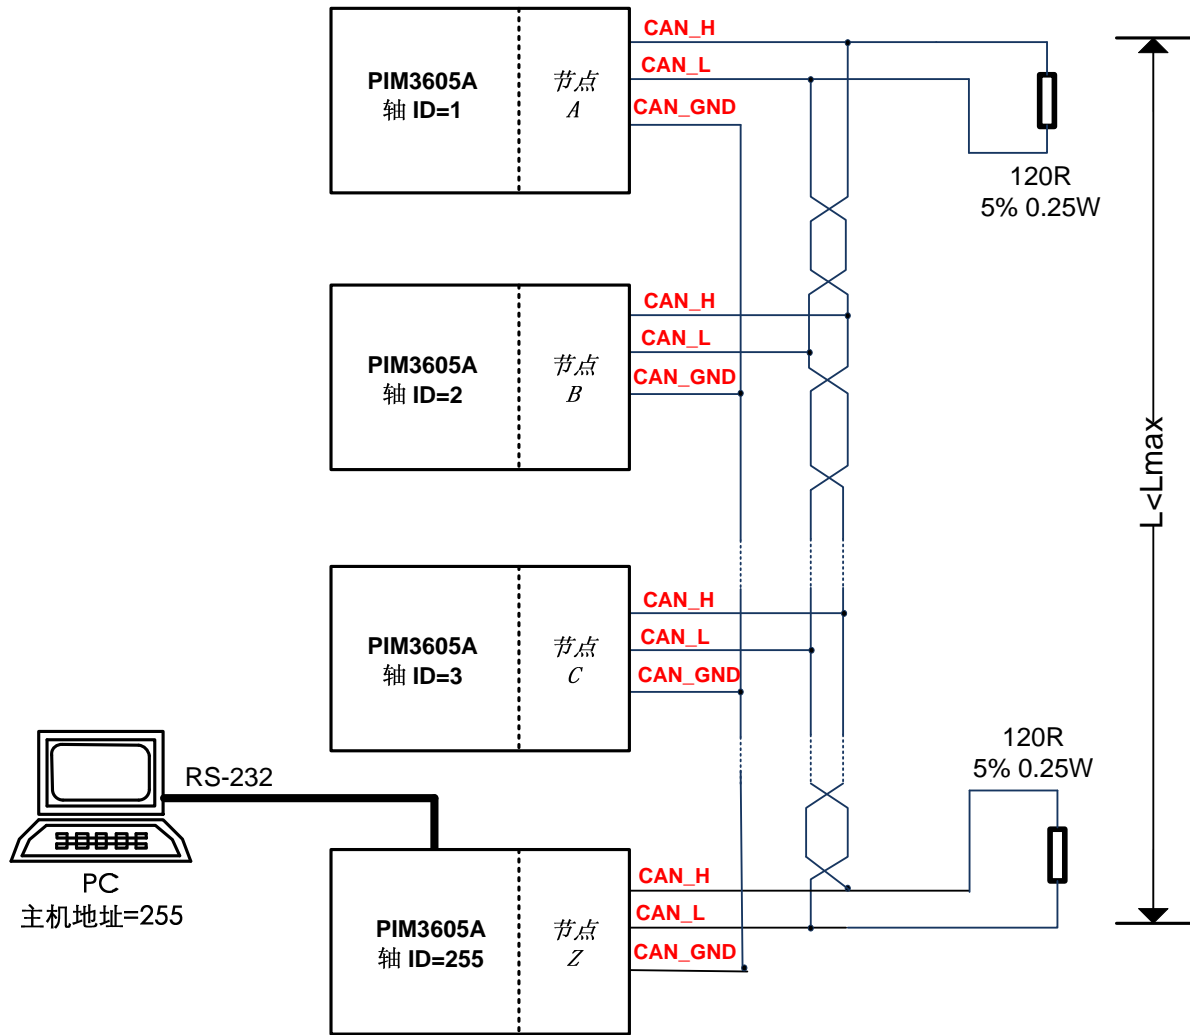 CAN_H
CAN_L
CAN_GND
PIM3605A
轴 ID=1
节点
A
120R
5% 0.25W
CAN_H
CAN_L
CAN_GND
PIM3605A
轴 ID=2
节点
B
L<Lmax
CAN_H
CAN_L
CAN_GND
PIM3605A
轴 ID=3
节点
C
120R
5% 0.25W
RS-232
PC
主机地址=255
CAN_H
CAN_L
CAN_GND
PIM3605A
轴 ID=255
节点
Z